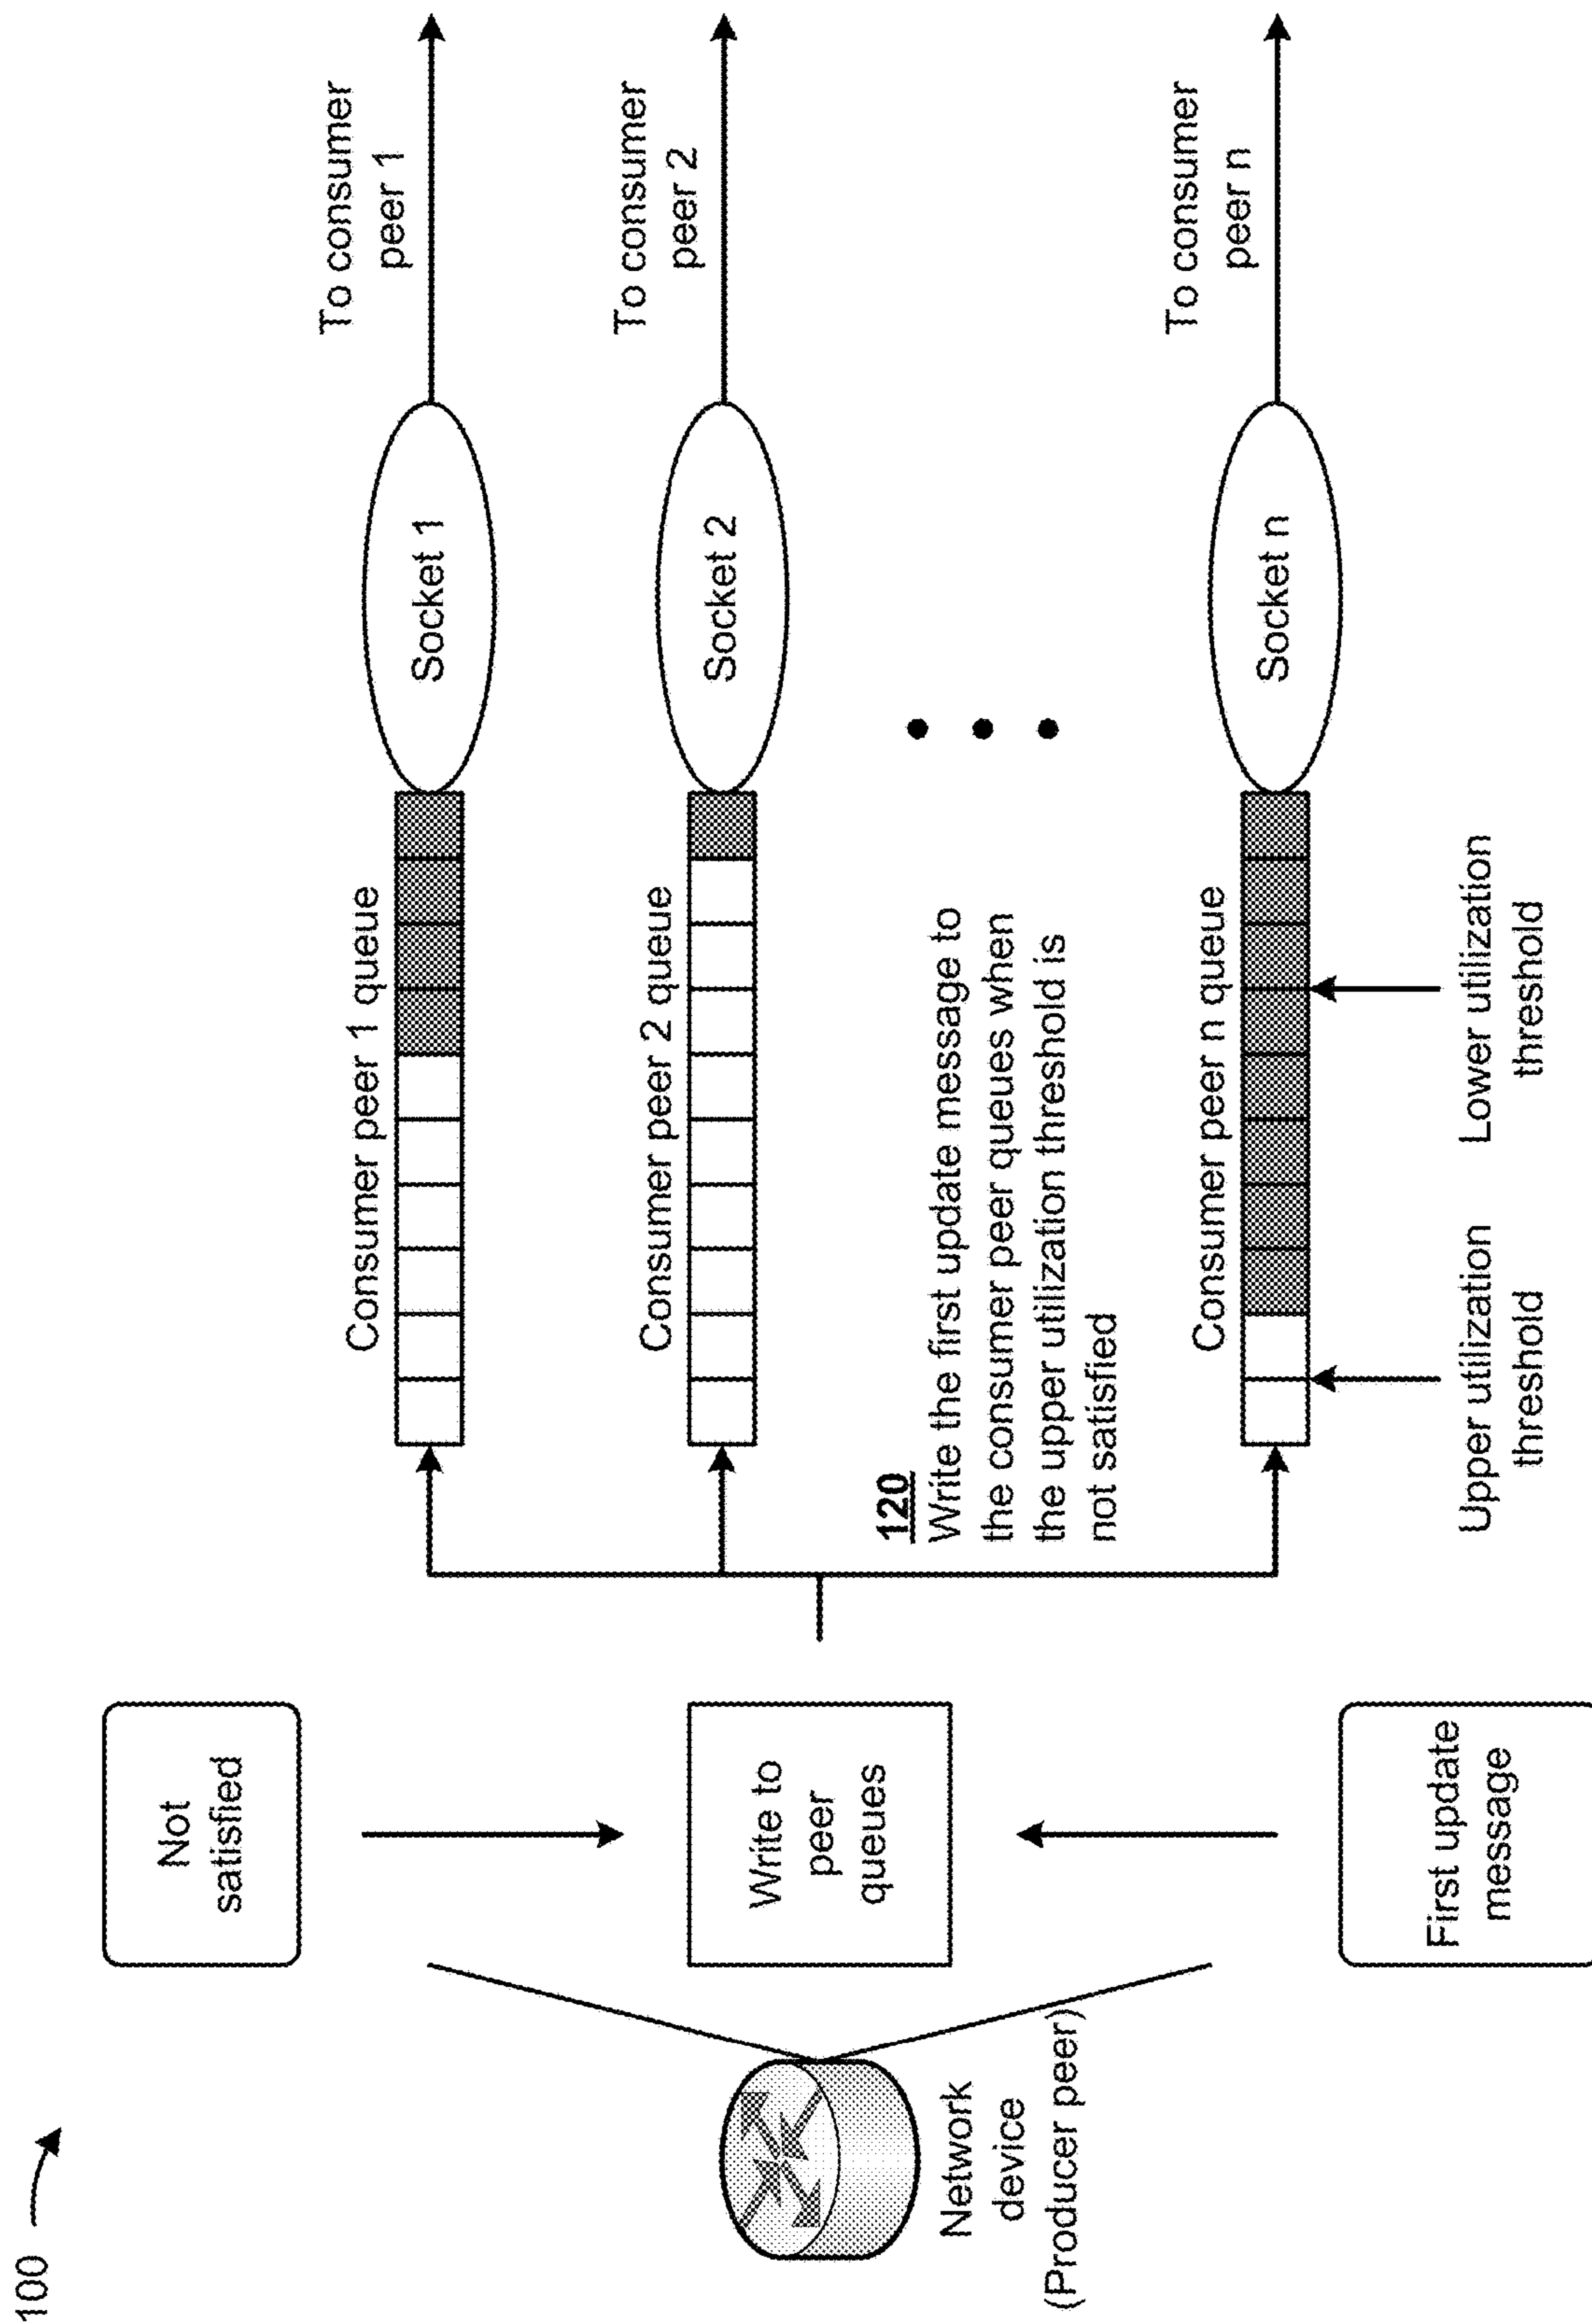 100
Network
device
(Producer peer)
Not
satisfied
Write to
peer
queues
First update
message
Consumer peer 1 queue
Socket 1
To consumer
peer 1
Consumer peer 2 queue
Socket 2
To consumer
peer 2
120
Write the first update message to
the consumer peer queues when
the upper utilization threshold is
not satisfied
Consumer peer n queue
Socket n
To consumer
peer n
Upper utilization
threshold
Lower utilization
threshold